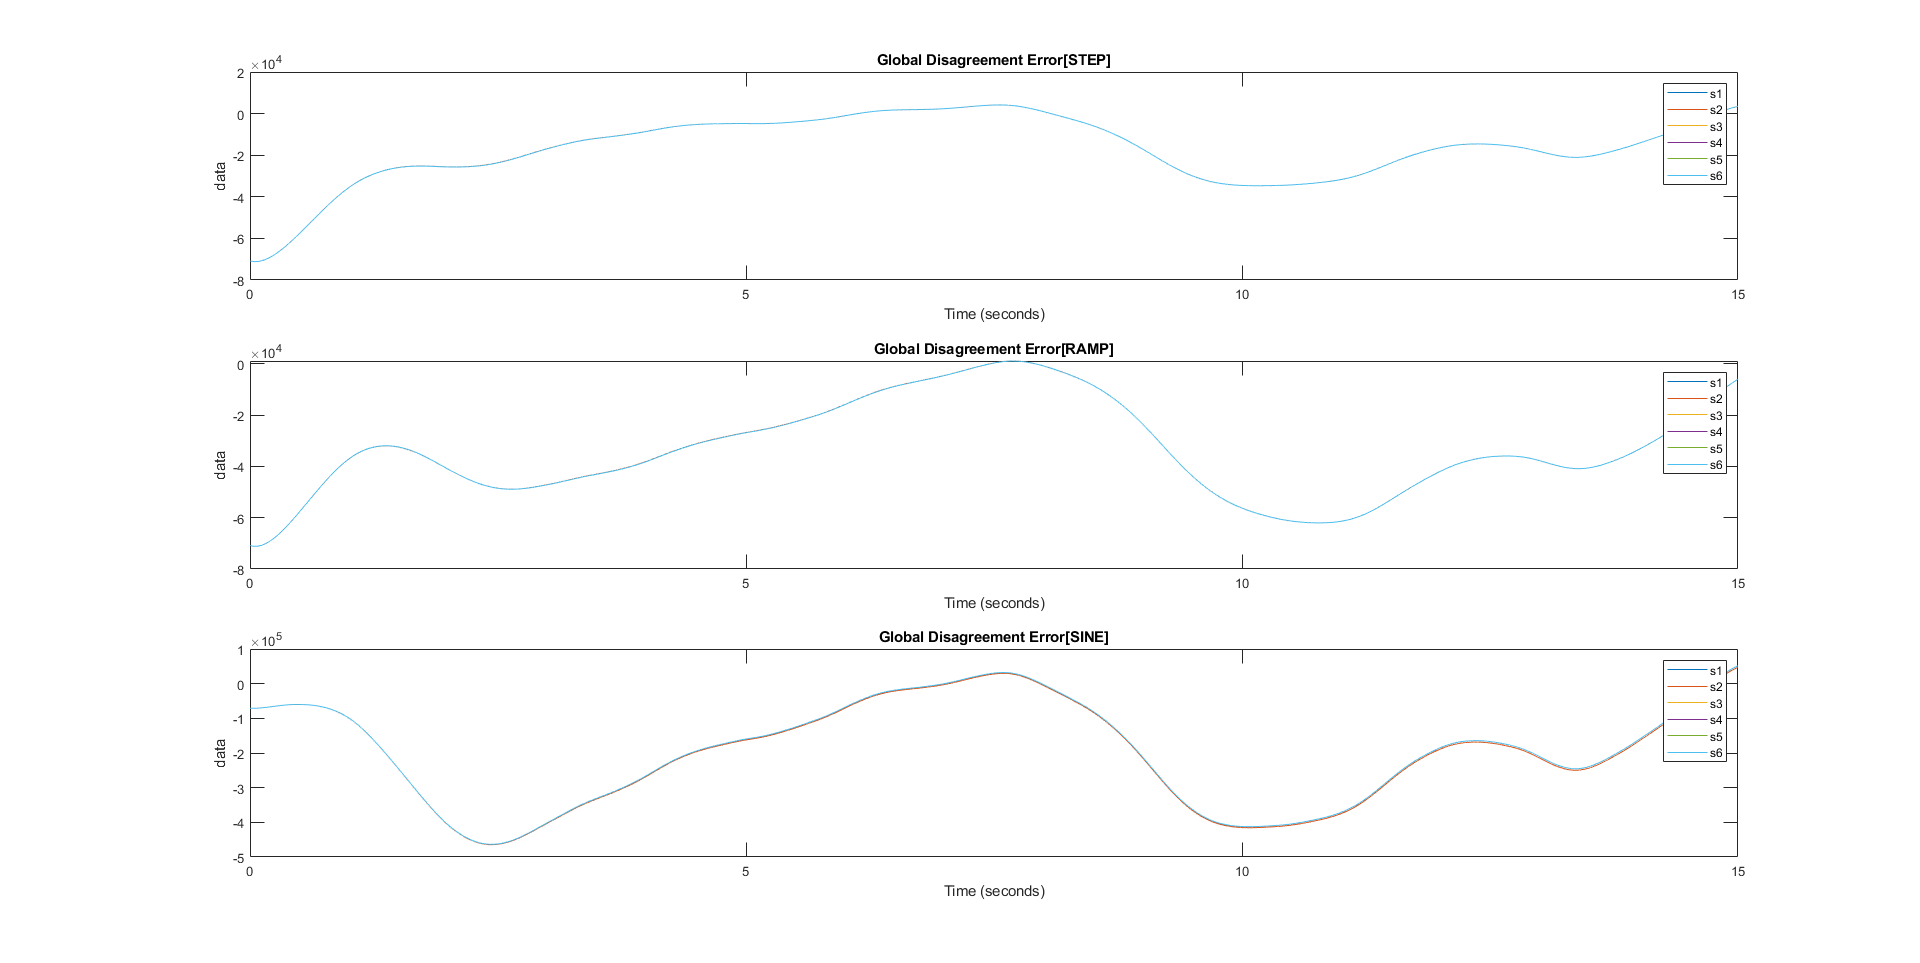 Global Disagreement Error[STEP]
×10^4
2
0
-2
-4
-6
-8
data
0 5 10 15
Time (seconds)
s1
s2
s3
s4
s5
s6
Global Disagreement Error[RAMP]
×10^4
0
-2
-4
-6
-8
data
0 5 10 15
Time (seconds)
s1
s2
s3
s4
s5
s6
Global Disagreement Error[SINE]
×10^5
1
0
-1
-2
-3
-4
-5
data
0 5 10 15
Time (seconds)
s1
s2
s3
s4
s5
s6